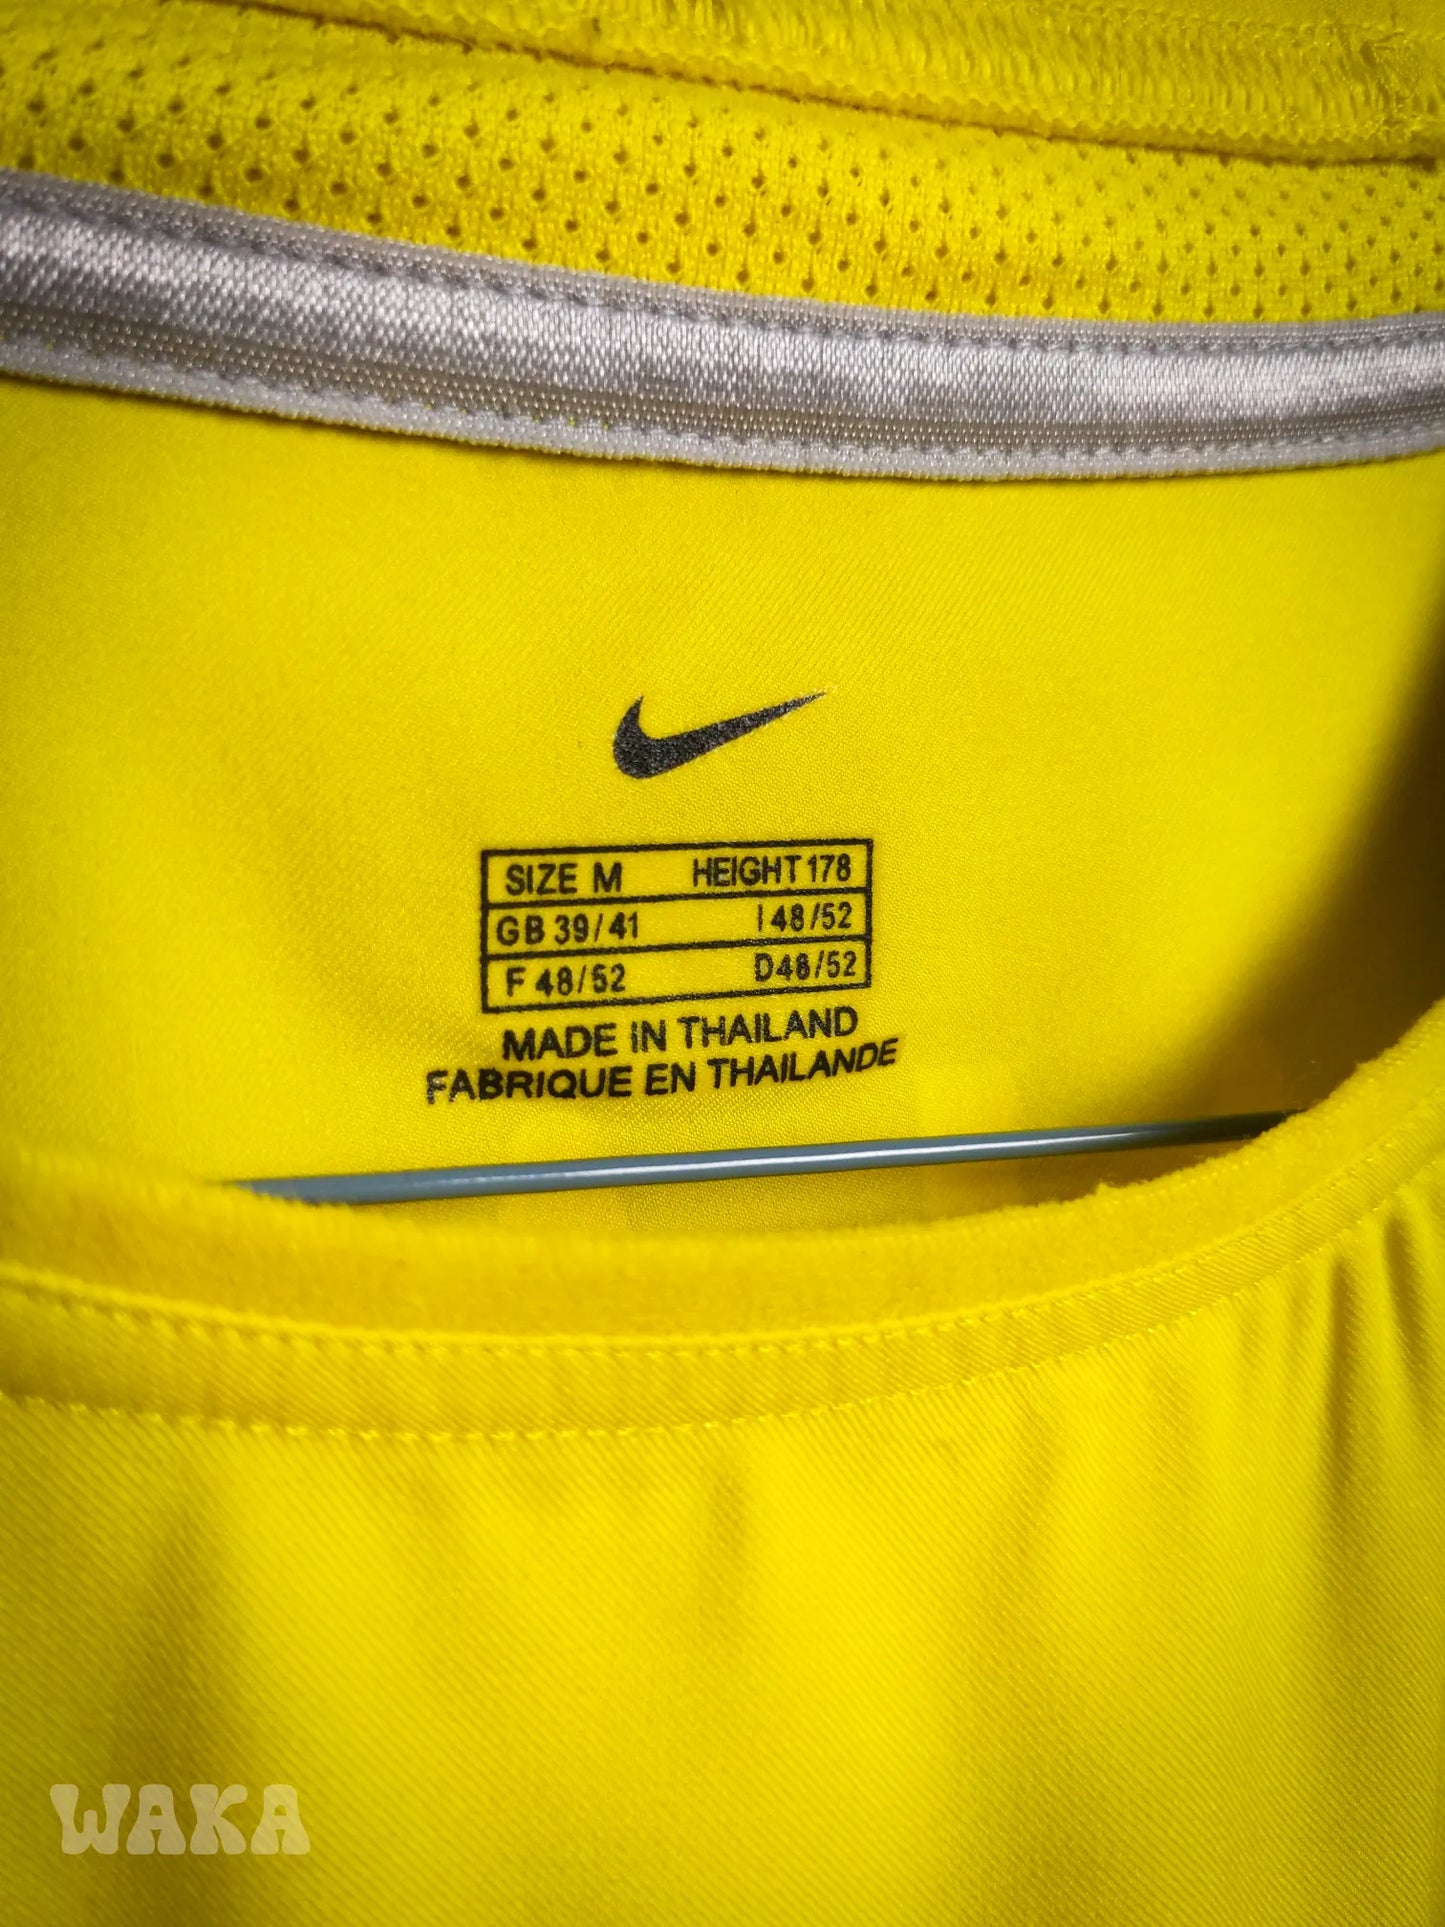 SIZE M HEIGHT 178
GB 39/41 I 48/52
F 48/52 D48/52
MADE IN THAILAND
FABRIQUE EN THAILANDE
WAKA